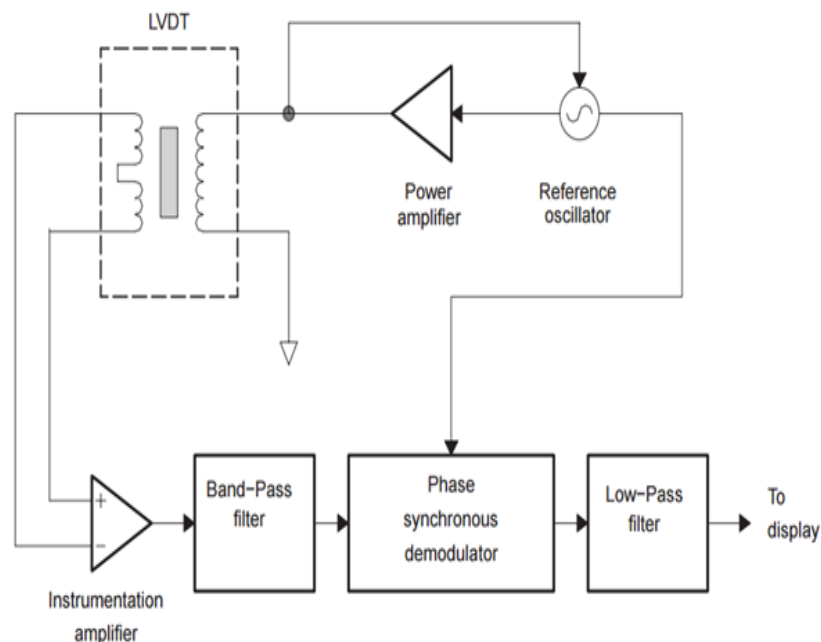 LVDT
Power
amplifier
Reference
oscillator
+
−
Instrumentation
amplifier
Band−Pass
filter
Phase
synchronous
demodulator
Low−Pass
filter
To
display